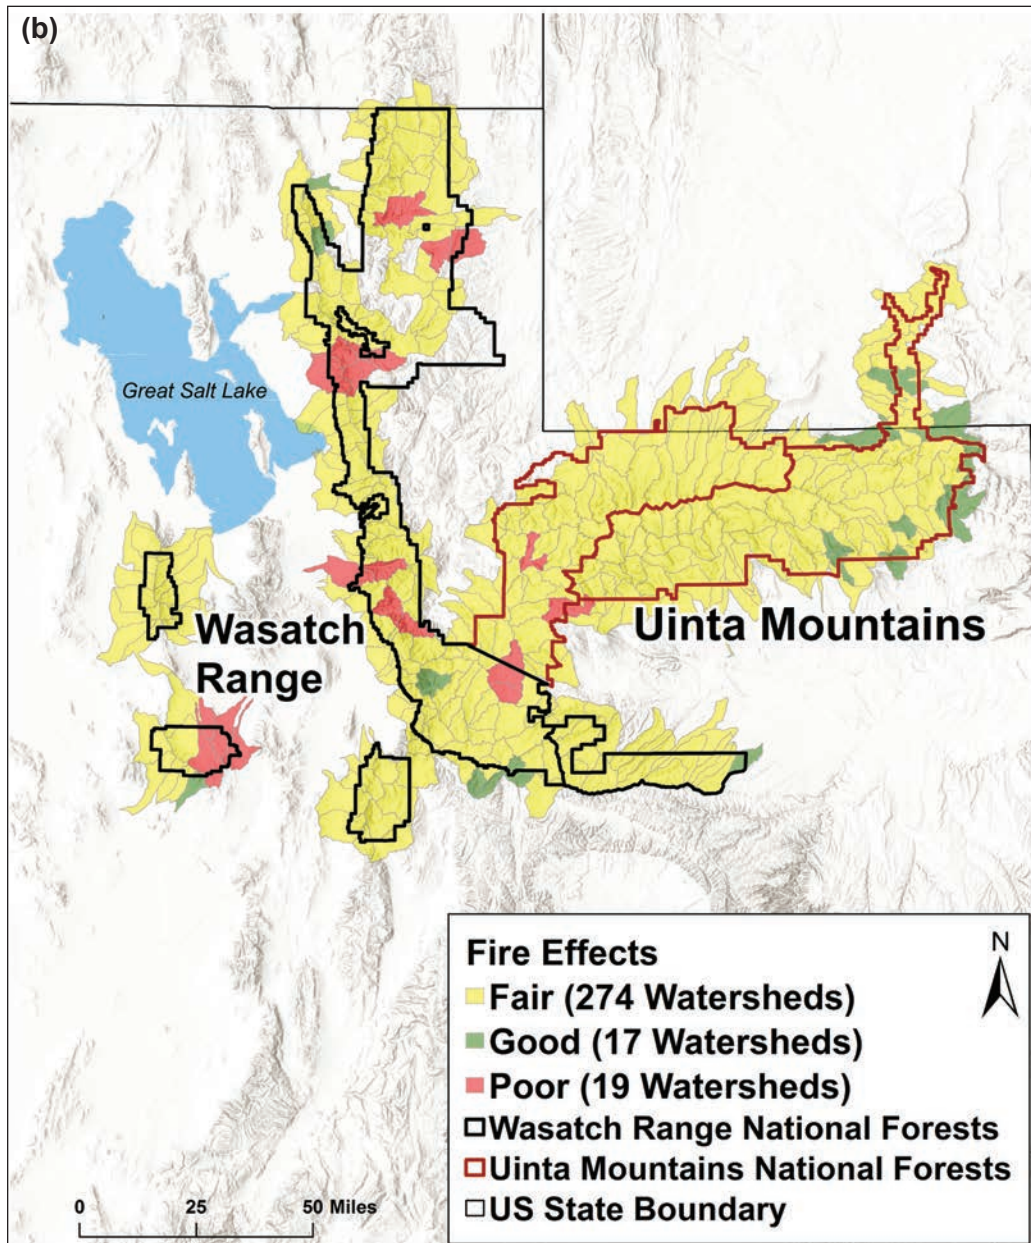 (b)
Great Salt Lake
Wasatch
Range
Uinta Mountains
Fire Effects
Fair (274 Watersheds)
Good (17 Watersheds)
Poor (19 Watersheds)
Wasatch Range National Forests
Uinta Mountains National Forests
US State Boundary
N
0 25 50 Miles